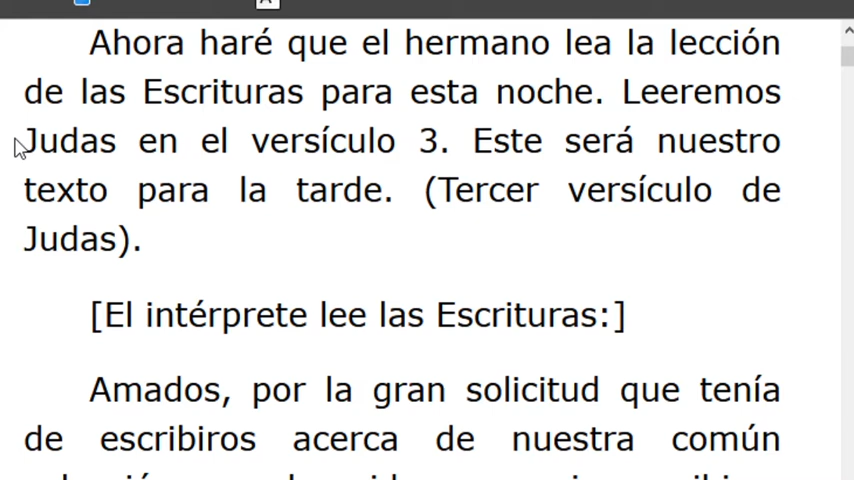 Ahora haré que el hermano lea la lección
de las Escrituras para esta noche. Leeremos
Judas en el versículo 3. Este será nuestro
texto para la tarde. (Tercer versículo de
Judas).
[El intérprete lee las Escrituras:]
Amados, por la gran solicitud que tenía
de escribiros acerca de nuestra común